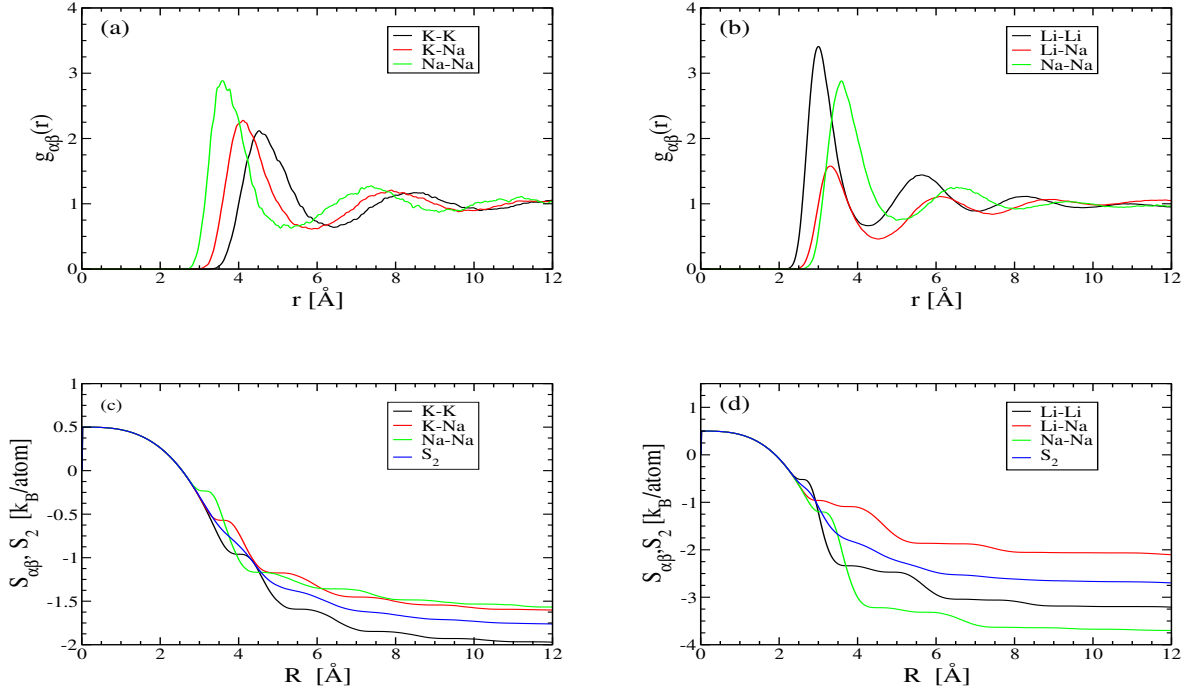 (a)
K-K
K-Na
Na-Na
4
3
2
1
0
g_αβ(r)
0 2 4 6 8 10 12
r [Å]
(b)
Li-Li
Li-Na
Na-Na
4
3
2
1
0
g_αβ(r)
0 2 4 6 8 10 12
r [Å]
(c)
K-K
K-Na
Na-Na
S_2
1
0.5
0
-0.5
-1
-1.5
-2
S_αβ, S_2 [k_B/atom]
0 2 4 6 8 10 12
R [Å]
(d)
Li-Li
Li-Na
Na-Na
S_2
1
0
-1
-2
-3
-4
S_αβ,S_2 [k_B/atom]
0 2 4 6 8 10 12
R [Å]